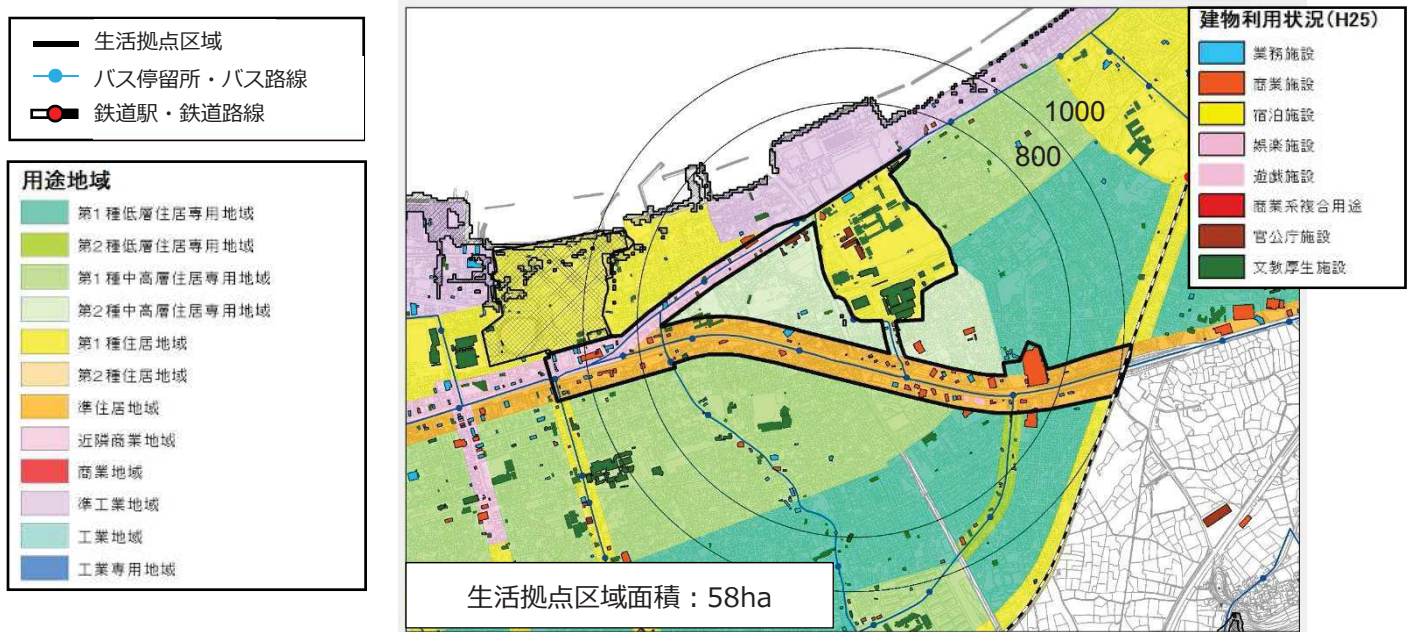 生活拠点区域
バス停留所・バス路線
鉄道駅・鉄道路線
用途地域
第1種低層住居専用地域
第2種低層住居専用地域
第1種中高層住居専用地域
第2種中高層住居専用地域
第1種住居地域
第2種住居地域
準住居地域
近隣商業地域
商業地域
準工業地域
工業地域
工業専用地域
1000
800
建物利用状況(H25)
業務施設
商業施設
宿泊施設
娯楽施設
遊戯施設
商業系複合用途
官公庁施設
文教厚生施設
生活拠点区域面積：58ha